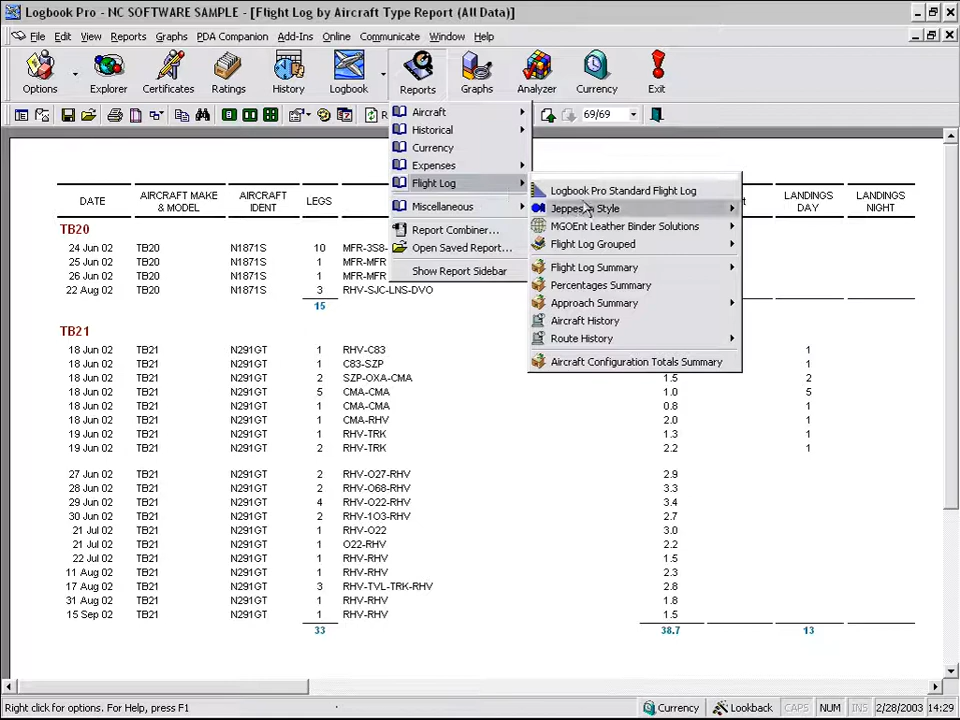 Logbook Pro - NC SOFTWARE SAMPLE - [Flight Log by Aircraft Type Report (All Data)]
File Edit View Reports Graphs PDA Companion Add-Ins Online Communicate Window Help
Options Explorer Certificates Ratings History Logbook Reports Graphs Analyzer Currency Exit
69/69
Aircraft
Historical
Currency
Expenses
Flight Log
Miscellaneous
Report Combiner...
Open Saved Report...
Show Report Sidebar
Logbook Pro Standard Flight Log
Jeppesen Style
MGOEnt Leather Binder Solutions
Flight Log Grouped
Flight Log Summary
Percentages Summary
Approach Summary
Aircraft History
Route History
Aircraft Configuration Totals Summary
DATE AIRCRAFT MAKE & MODEL AIRCRAFT IDENT LEGS LANDINGS DAY LANDINGS NIGHT
TB20
24 Jun 02 TB20 N1871S 10 MFR-3S8-
25 Jun 02 TB20 N1871S 1 MFR-RHV
26 Jun 02 TB20 N1871S 1
22 Aug 02 TB20 N1871S 3 RHV-SJC-LNS-DVO
15
TB21
18 Jun 02 TB21 N291GT 1 RHV-C83 1
18 Jun 02 TB21 N291GT 1 C83-SZP 1
18 Jun 02 TB21 N291GT 2 SZP-OXA-CMA 1.5 2
18 Jun 02 TB21 N291GT 5 CMA-CMA 1.0 5
18 Jun 02 TB21 N291GT 1 CMA-CMA 0.8 1
18 Jun 02 TB21 N291GT 1 CMA-RHV 2.0 1
19 Jun 02 TB21 N291GT 1 RHV-TRK 1.3 1
19 Jun 02 TB21 N291GT 2 RHV-TRK 2.2 1
27 Jun 02 TB21 N291GT 2 RHV-O27-RHV 2.9
28 Jun 02 TB21 N291GT 2 RHV-O68-RHV 3.3
29 Jun 02 TB21 N291GT 4 RHV-O22-RHV 3.4
30 Jun 02 TB21 N291GT 2 RHV-1O3-RHV 2.7
21 Jul 02 TB21 N291GT 1 RHV-O22 3.0
21 Jul 02 TB21 N291GT 1 O22-RHV 2.2
22 Jul 02 TB21 N291GT 1 RHV-RHV 1.5
11 Aug 02 TB21 N291GT 1 RHV-RHV 2.3
17 Aug 02 TB21 N291GT 3 RHV-TVL-TRK-RHV 2.8
31 Aug 02 TB21 N291GT 1 RHV-RHV 1.8
15 Sep 02 TB21 N291GT 1 RHV-RHV 1.5
33 38.7 13
Right click for options. For Help, press F1 Currency Lookback CAPS NUM INS 2/28/2003 14:29